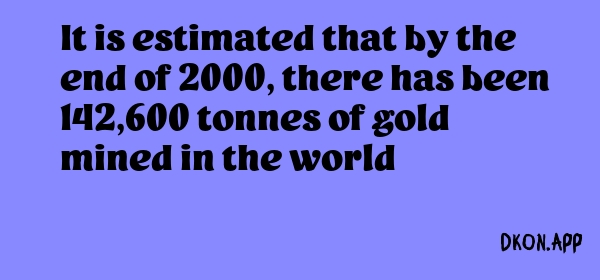 It is estimated that by the
end of 2000, there has been
142,600 tonnes of gold
mined in the world
DKON.APP